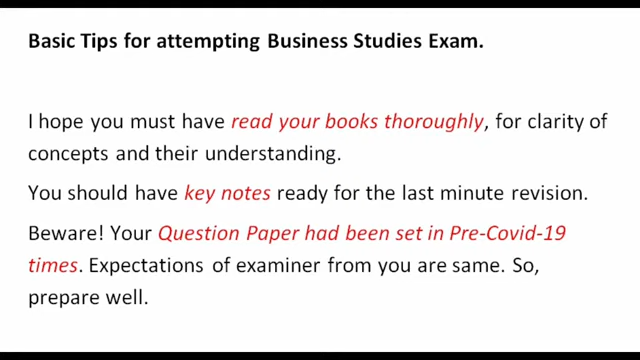 Basic Tips for attempting Business Studies Exam.
I hope you must have read your books thoroughly, for clarity of
concepts and their understanding.
You should have key notes ready for the last minute revision.
Beware! Your Question Paper had been set in Pre-Covid-19
times. Expectations of examiner from you are same. So,
prepare well.